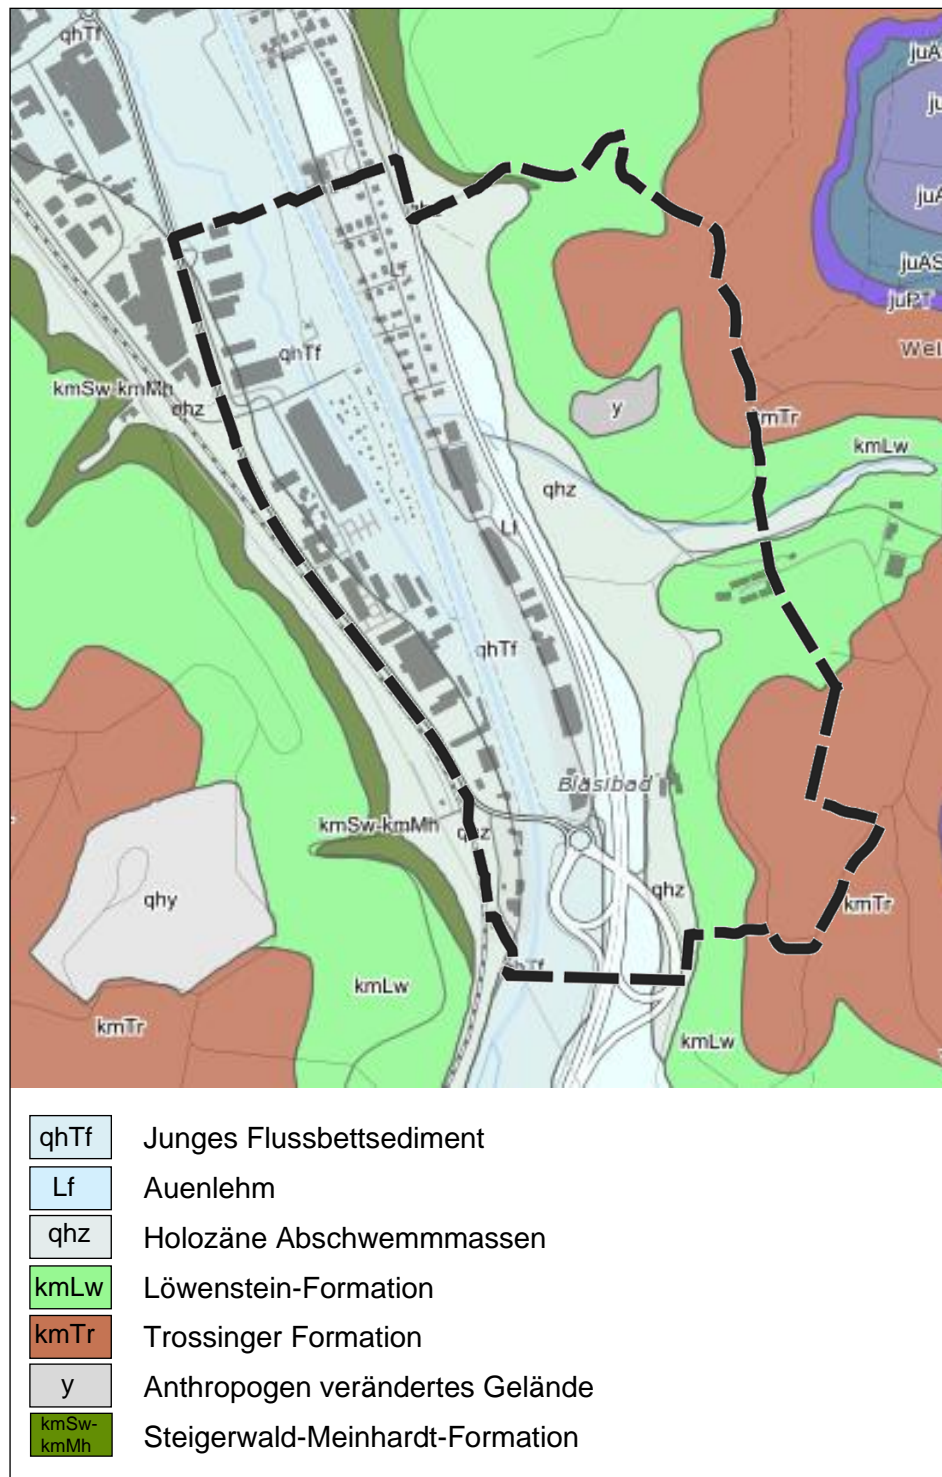 qhTf
juA
ju
juA
juAS
juPT
Wei
Lf
qhTf
kmSw-kmMh
qhz
y
kmTr
kmLw
qhz
Lf
qhTf
Bläsibad
kmSw-kmMh
qhz
qhy
qhz
kmTr
qhTf
kmLw
kmTr
kmLw
qhTf Junges Flussbettsediment
Lf Auenlehm
qhz Holozäne Abschwemmmassen
kmLw Löwenstein-Formation
kmTr Trossinger Formation
y Anthropogen verändertes Gelände
kmSw-
kmMh Steigerwald-Meinhardt-Formation